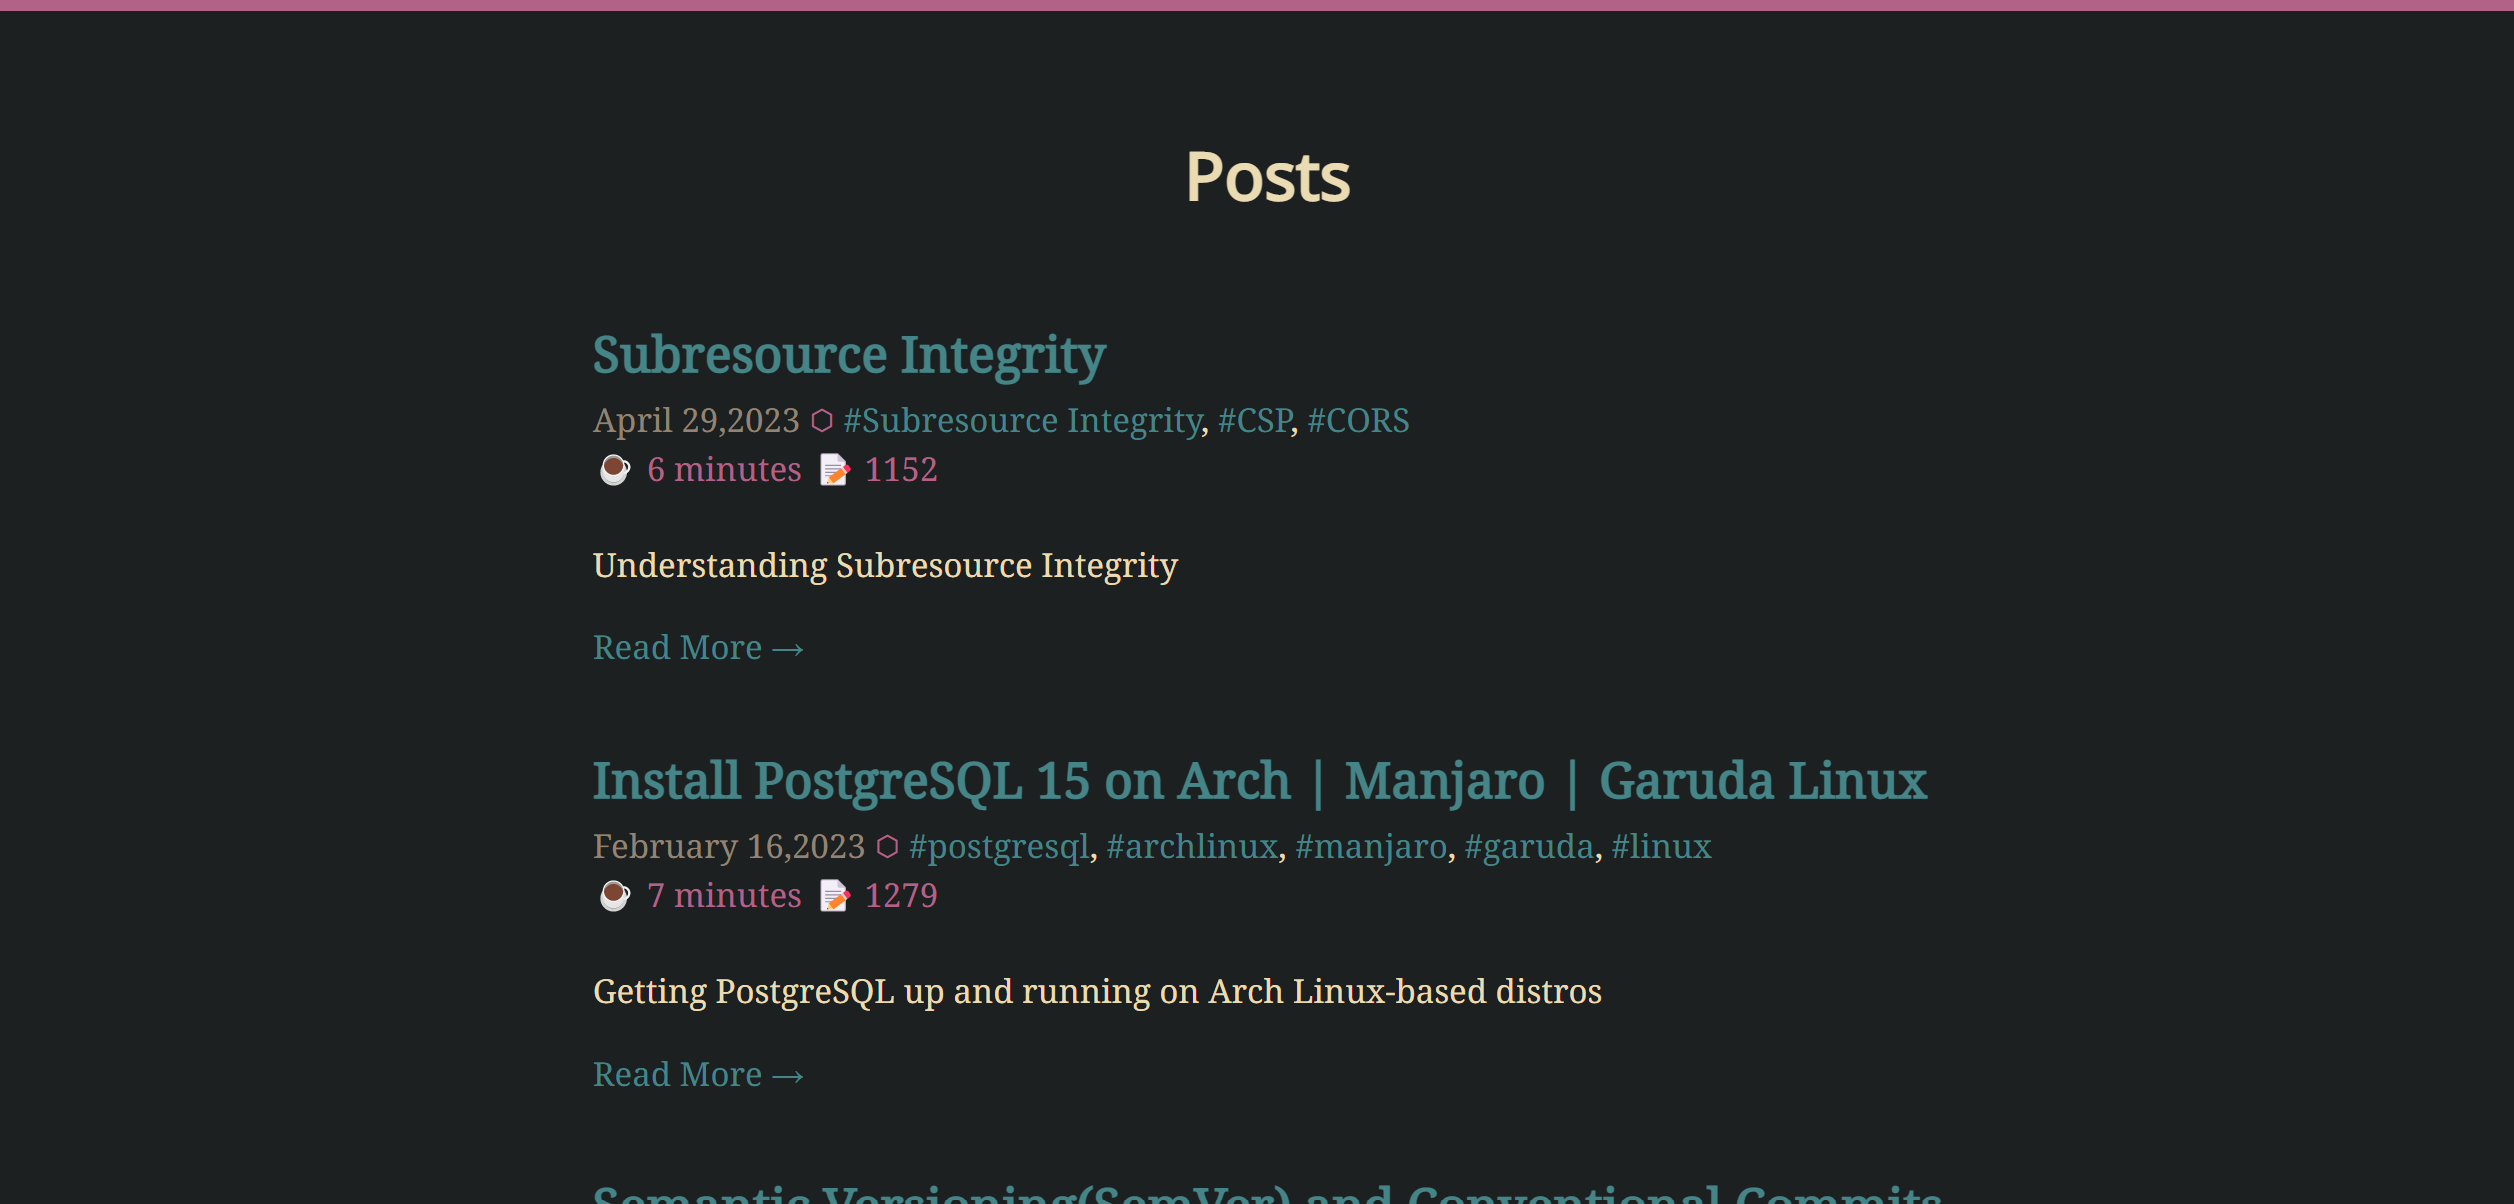 Posts
Subresource Integrity
April 29,2023 ⬡ #Subresource Integrity, #CSP, #CORS
☕ 6 minutes 📝 1152
Understanding Subresource Integrity
Read More →
Install PostgreSQL 15 on Arch | Manjaro | Garuda Linux
February 16,2023 ⬡ #postgresql, #archlinux, #manjaro, #garuda, #linux
☕ 7 minutes 📝 1279
Getting PostgreSQL up and running on Arch Linux-based distros
Read More →
Semantic Versioning(SemVer) and Conventional Commits